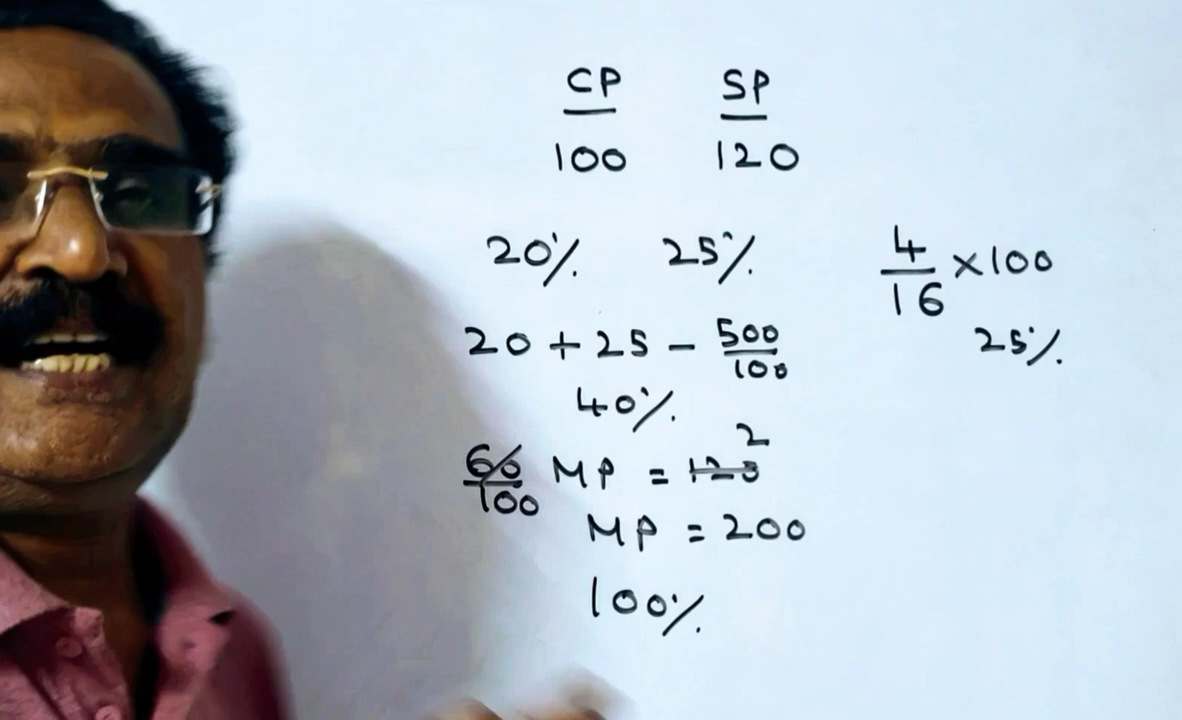 CP SP
100 120
20% 25%
4/16 ×100
25%
20 + 25 - 500/100
40%
60/100 MP = 120 2
MP = 200
100%